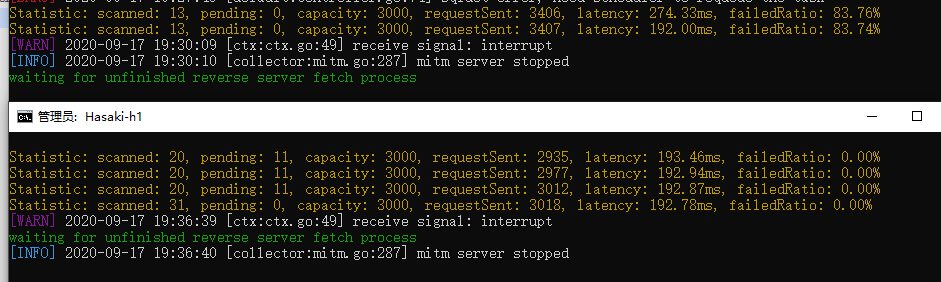 Statistic: scanned: 13, pending: 0, capacity: 3000, requestSent: 3406, latency: 274.33ms, failedRatio: 83.76%
Statistic: scanned: 13, pending: 0, capacity: 3000, requestSent: 3407, latency: 192.00ms, failedRatio: 83.74%
[WARN] 2020-09-17 19:30:09 [ctx:ctx.go:49] receive signal: interrupt
[INFO] 2020-09-17 19:30:10 [collector:mitm.go:287] mitm server stopped
waiting for unfinished reverse server fetch process
管理员: Hasaki-h1
Statistic: scanned: 20, pending: 11, capacity: 3000, requestSent: 2935, latency: 193.46ms, failedRatio: 0.00%
Statistic: scanned: 20, pending: 11, capacity: 3000, requestSent: 2977, latency: 192.94ms, failedRatio: 0.00%
Statistic: scanned: 20, pending: 11, capacity: 3000, requestSent: 3012, latency: 192.87ms, failedRatio: 0.00%
Statistic: scanned: 31, pending: 0, capacity: 3000, requestSent: 3018, latency: 192.78ms, failedRatio: 0.00%
[WARN] 2020-09-17 19:36:39 [ctx:ctx.go:49] receive signal: interrupt
waiting for unfinished reverse server fetch process
[INFO] 2020-09-17 19:36:40 [collector:mitm.go:287] mitm server stopped